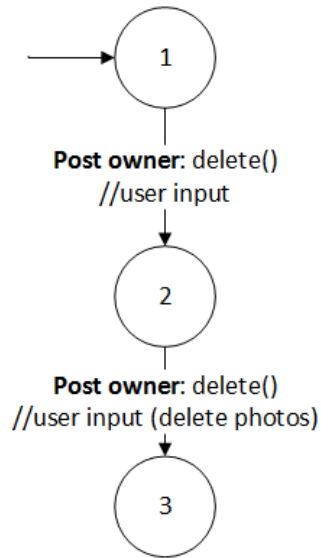 1
Post owner: delete()
//user input
2
Post owner: delete()
//user input (delete photos)
3